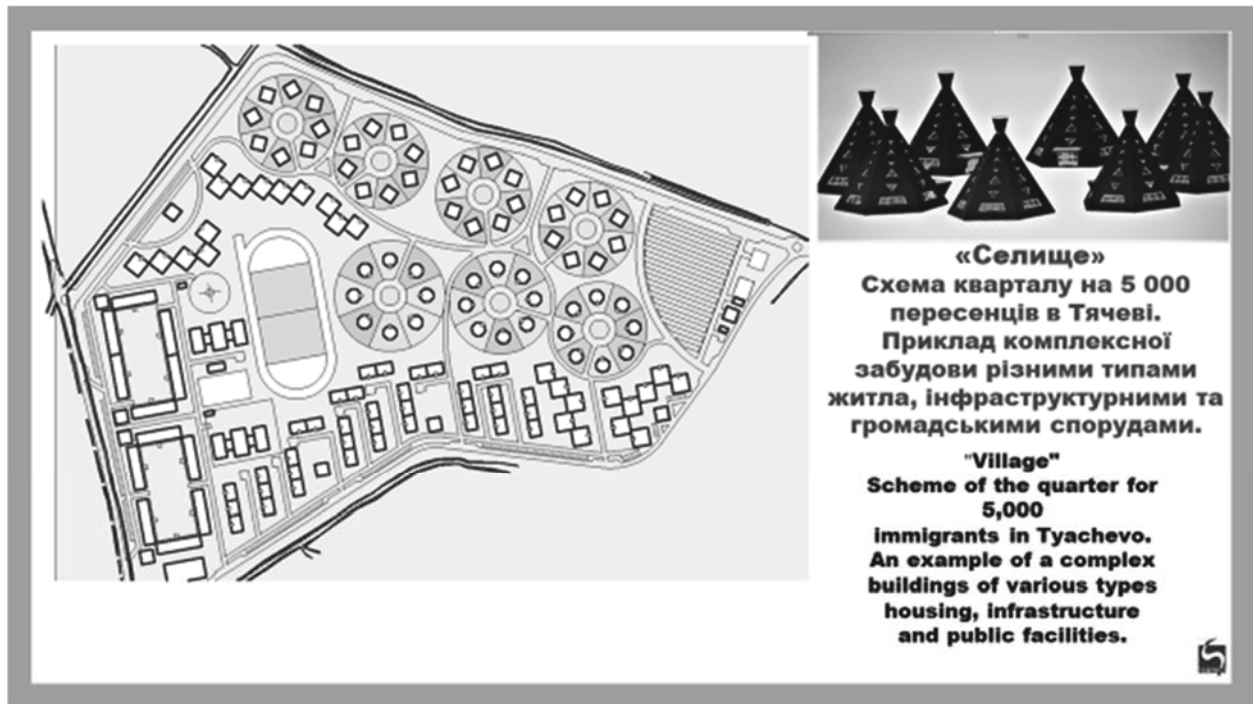 «Селище»
Схема кварталу на 5 000
пересенців в Тячеві.
Приклад комплексної
забудови різними типами
житла, інфраструктурними та
громадськими спорудами.
"Village"
Scheme of the quarter for
5,000
immigrants in Tyachevo.
An example of a complex
buildings of various types
housing, infrastructure
and public facilities.